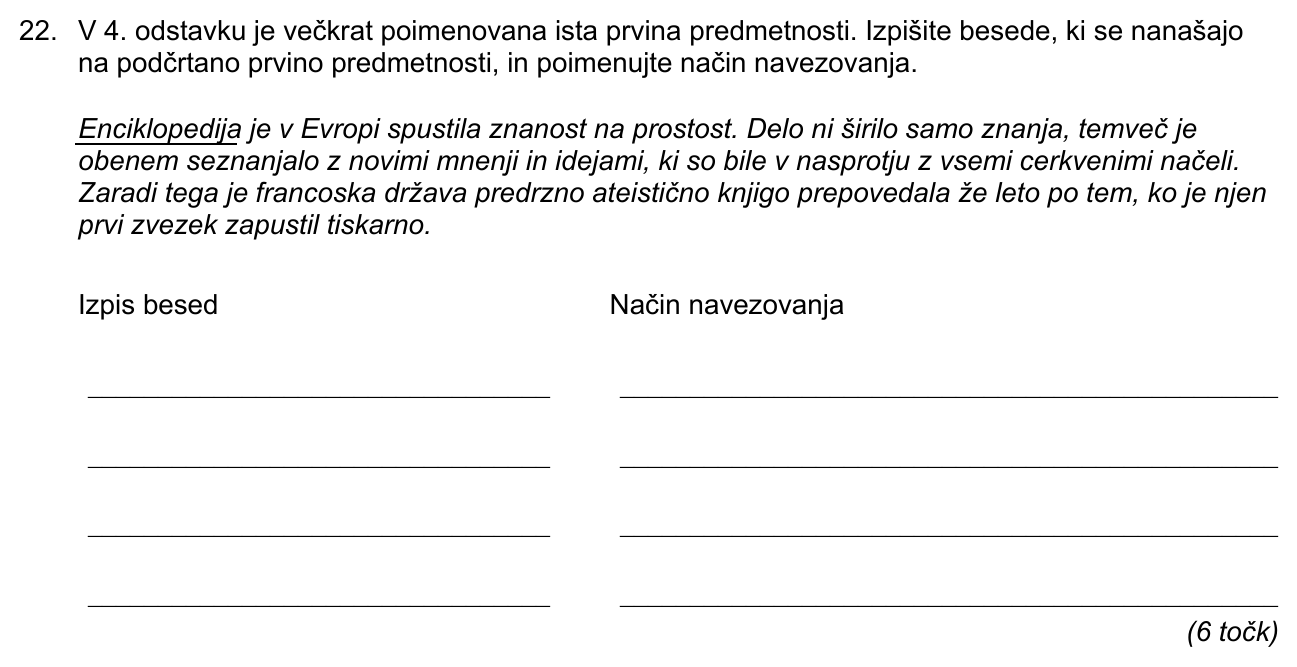 22. V 4. odstavku je večkrat poimenovana ista prvina predmetnosti. Izpišite besede, ki se nanašajo
na podčrtano prvino predmetnosti, in poimenujte način navezovanja.
Enciklopedija je v Evropi spustila znanost na prostost. Delo ni širilo samo znanja, temveč je
obenem seznanjalo z novimi mnenji in idejami, ki so bile v nasprotju z vsemi cerkvenimi načeli.
Zaradi tega je francoska država predrzno ateistično knjigo prepovedala že leto po tem, ko je njen
prvi zvezek zapustil tiskarno.
Izpis besed Način navezovanja
(6 točk)